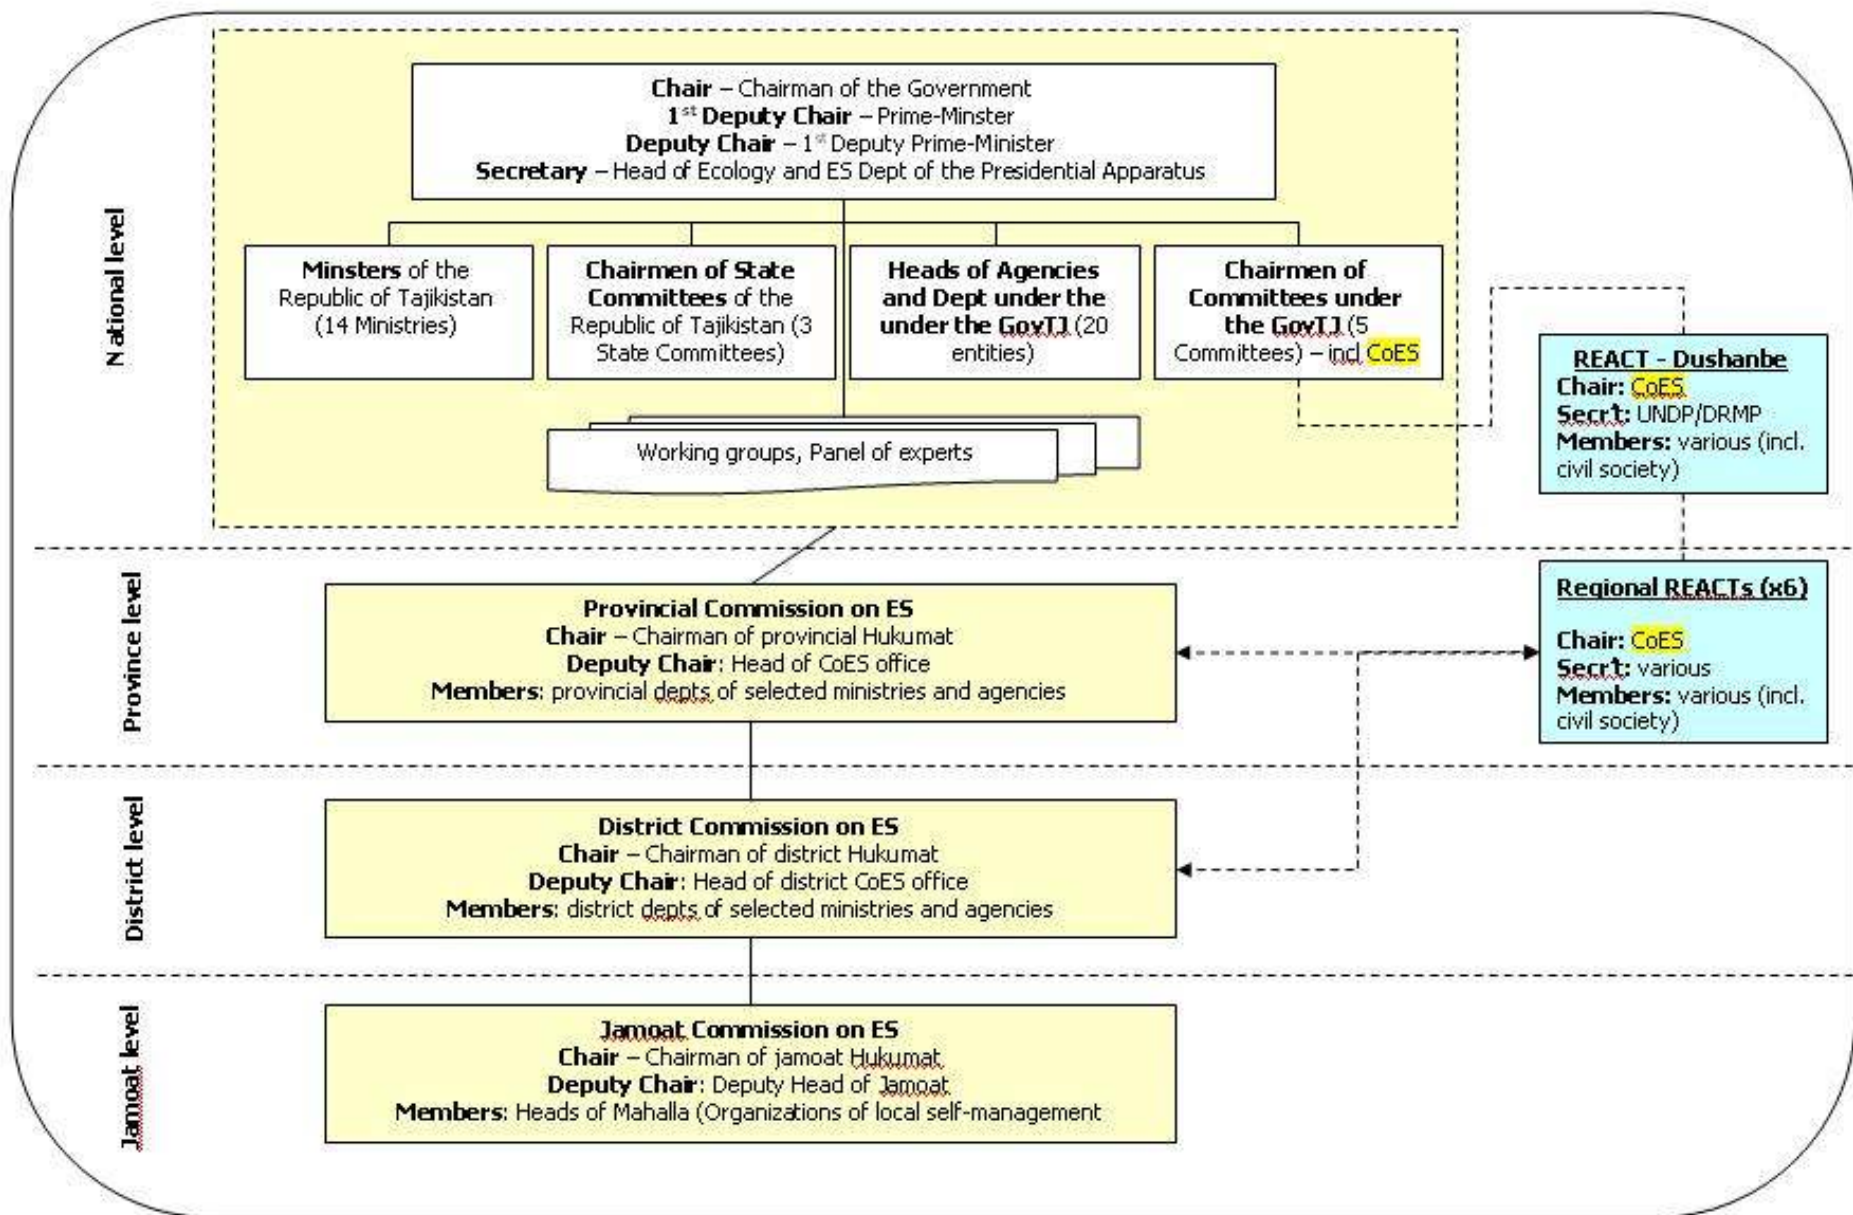 National level
Chair – Chairman of the Government
1st Deputy Chair – Prime-Minster
Deputy Chair – 1st Deputy Prime-Minister
Secretary – Head of Ecology and ES Dept of the Presidential Apparatus
Minsters of the
Republic of Tajikistan
(14 Ministries)
Chairmen of State
Committees of the
Republic of Tajikistan (3
State Committees)
Heads of Agencies
and Dept under the
under the GovTJ (20
entities)
Chairmen of
Committees under
the GovTJ (5
Committees) – incl CoES
Working groups, Panel of experts
REACT - Dushanbe
Chair: CoES
Secr't: UNDP/DRMP
Members: various (incl.
civil society)
Province level
Provincial Commission on ES
Chair – Chairman of provincial Hukumat
Deputy Chair: Head of CoES office
Members: provincial depts of selected ministries and agencies
Regional REACTs (x6)
Chair: CoES
Secr't: various
Members: various (incl.
civil society)
District level
District Commission on ES
Chair – Chairman of district Hukumat
Deputy Chair: Head of district CoES office
Members: district depts of selected ministries and agencies
Jamoat level
Jamoat Commission on ES
Chair – Chairman of jamoat Hukumat
Deputy Chair: Deputy Head of Jamoat
Members: Heads of Mahalla (Organizations of local self-management